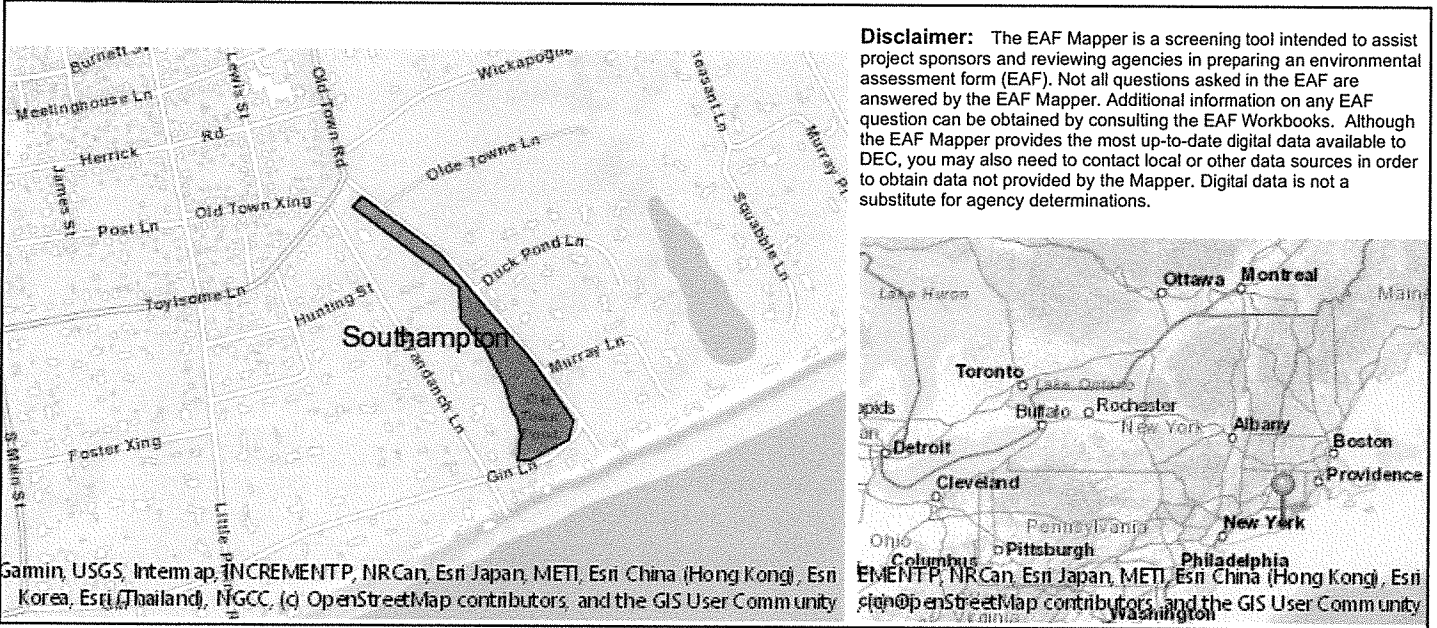 Disclaimer: The EAF Mapper is a screening tool intended to assist
project sponsors and reviewing agencies in preparing an environmental
assessment form (EAF). Not all questions asked in the EAF are
answered by the EAF Mapper. Additional information on any EAF
question can be obtained by consulting the EAF Workbooks. Although
the EAF Mapper provides the most up-to-date digital data available to
DEC, you may also need to contact local or other data sources in order
to obtain data not provided by the Mapper. Digital data is not a
substitute for agency determinations.
Burnett St
Meetinghouse Ln
Lewis St
Old Town Rd
Wickapogue
Rd
Herrick
James St
Olde Towne Ln
Murray Pl
Old Town Xing
Post Ln
Squabble Ln
Duck Pond Ln
Toylsome Ln
Hunting St
Southampton
Murray Ln
Foster Xing
S Main St
Gin Ln
Garmin, USGS, Intermap, INCREMENT P, NRCan, Esri Japan, METI, Esri China (Hong Kong), Esri
Korea, Esri (Thailand), NGCC, (c) OpenStreetMap contributors, and the GIS User Community
Ottawa
Montreal
Lake Huron
Toronto
Lake Ontario
Buffalo
Rochester
New York
Albany
Detroit
Boston
Providence
Cleveland
Pennsylvania
New York
Ohio
Pittsburgh
Columbus
Philadelphia
EMENT P, NRCan, Esri Japan, METI, Esri China (Hong Kong), Esri
OpenStreetMap contributors, and the GIS User Community
Washington